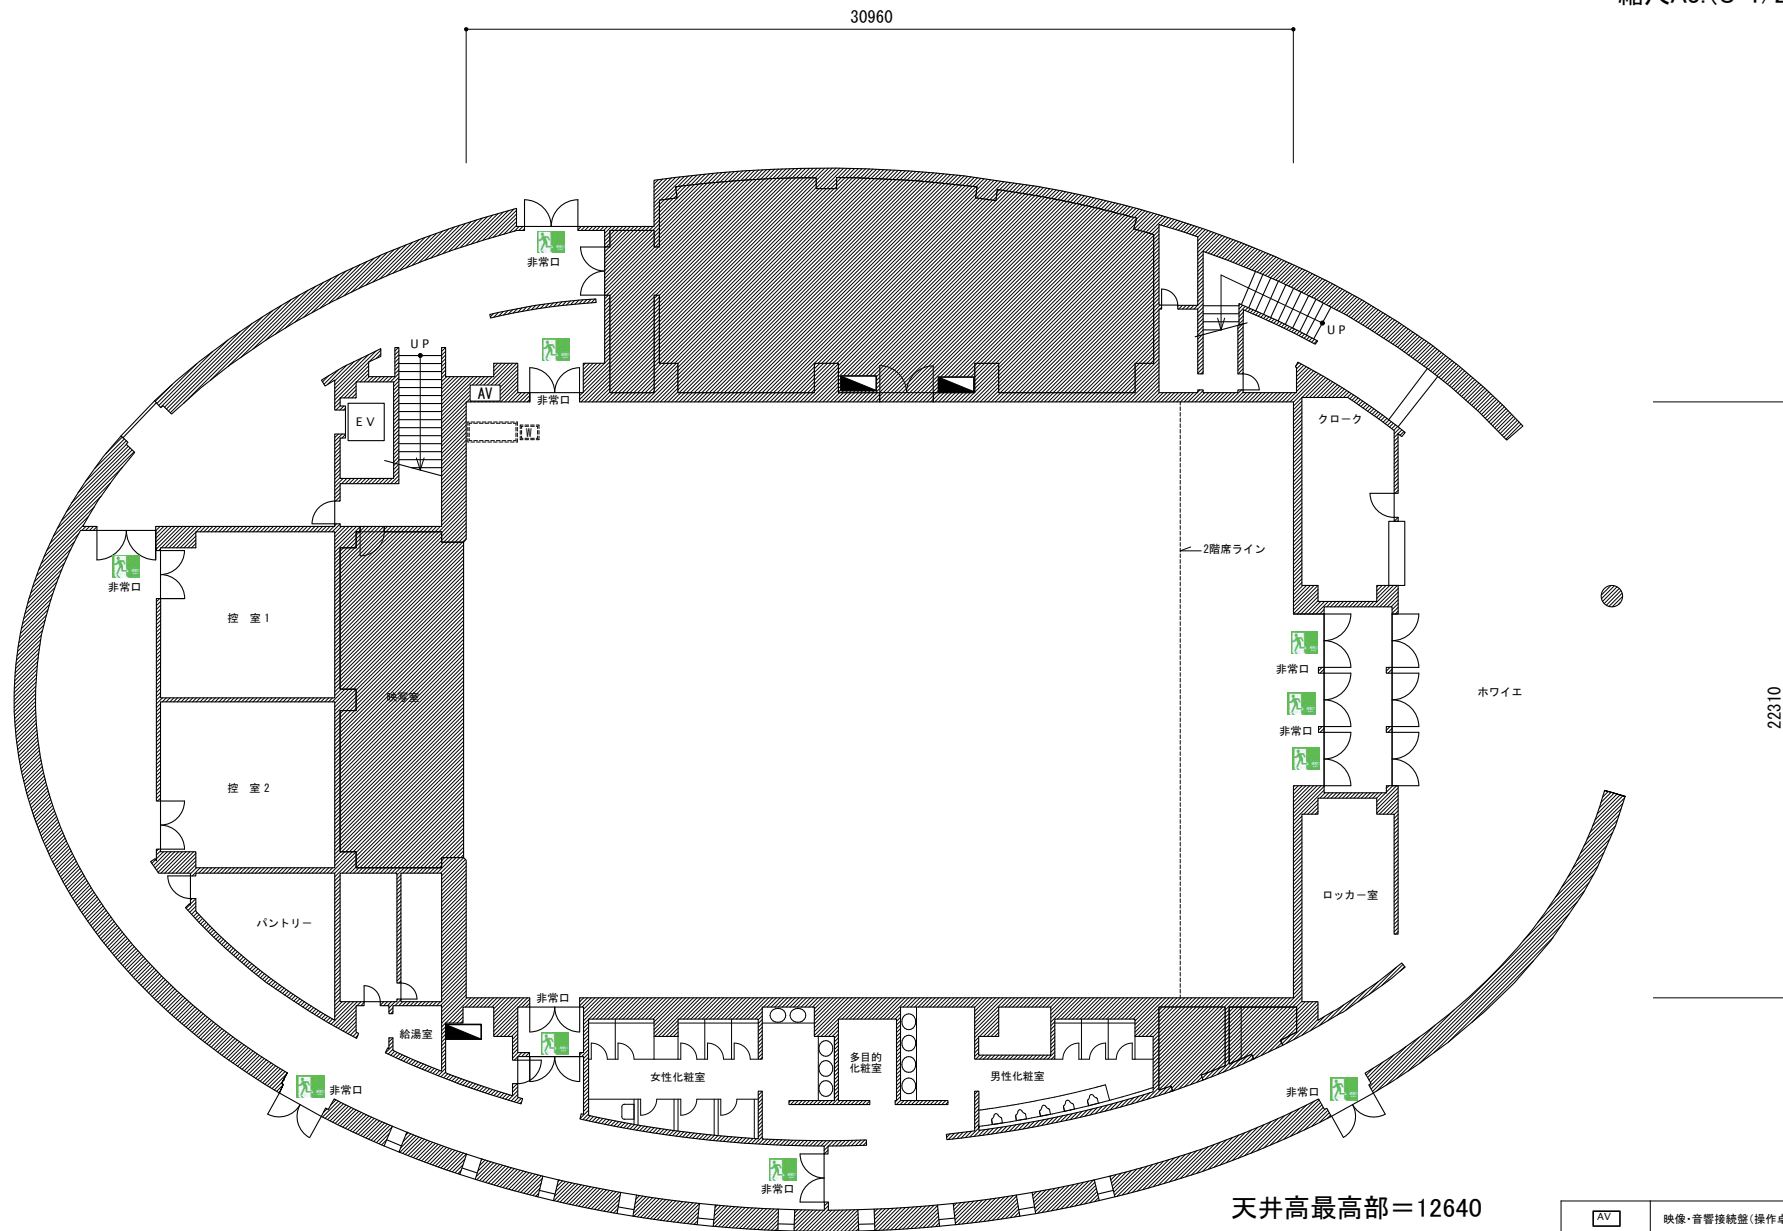 30960
非常口
UP
UP
非常口
AV
非常口
EV
W
クローク
2階席ライン
非常口
控 室1
非常口
ホワイエ
22310
映写室
非常口
控 室2
ロッカー室
パントリー
非常口
給湯室
多目的
化粧室
女性化粧室
男性化粧室
非常口
非常口
非常口
天井高最高部＝12640
AV
映像・音響接続盤(操作